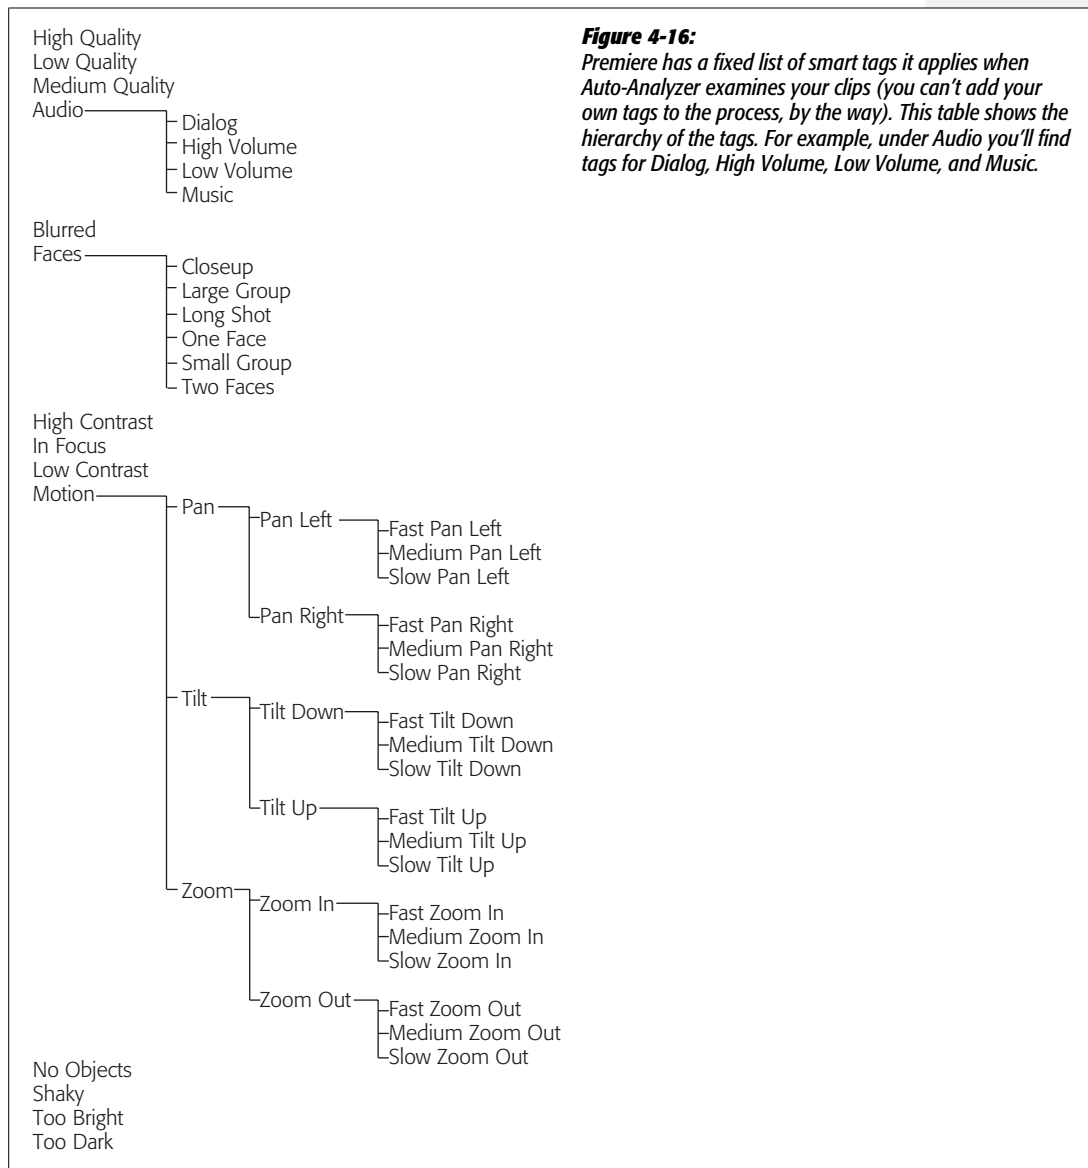 High Quality
Low Quality
Medium Quality
Audio
Dialog
High Volume
Low Volume
Music
Blurred
Faces
Closeup
Large Group
Long Shot
One Face
Small Group
Two Faces
High Contrast
In Focus
Low Contrast
Motion
Pan
Pan Left
Fast Pan Left
Medium Pan Left
Slow Pan Left
Pan Right
Fast Pan Right
Medium Pan Right
Slow Pan Right
Tilt
Tilt Down
Fast Tilt Down
Medium Tilt Down
Slow Tilt Down
Tilt Up
Fast Tilt Up
Medium Tilt Up
Slow Tilt Up
Zoom
Zoom In
Fast Zoom In
Medium Zoom In
Slow Zoom In
Zoom Out
Fast Zoom Out
Medium Zoom Out
Slow Zoom Out
No Objects
Shaky
Too Bright
Too Dark
Figure 4-16:
Premiere has a fixed list of smart tags it applies when
Auto-Analyzer examines your clips (you can't add your
own tags to the process, by the way). This table shows the
hierarchy of the tags. For example, under Audio you'll find
tags for Dialog, High Volume, Low Volume, and Music.